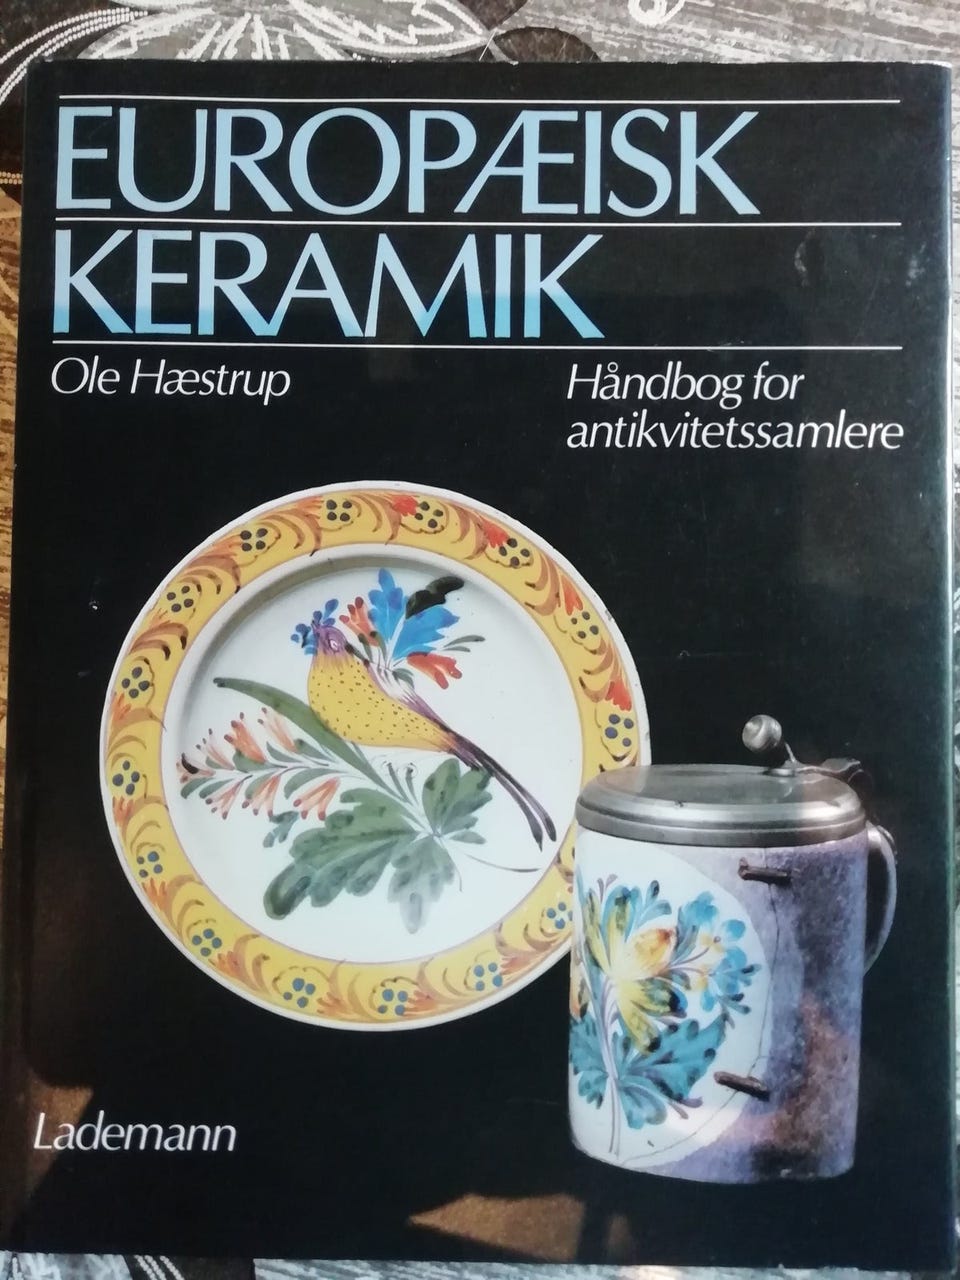 EUROPÆISK
KERAMIK
Ole Hæstrup
Håndbog for
antikvitetssamlere
Lademann